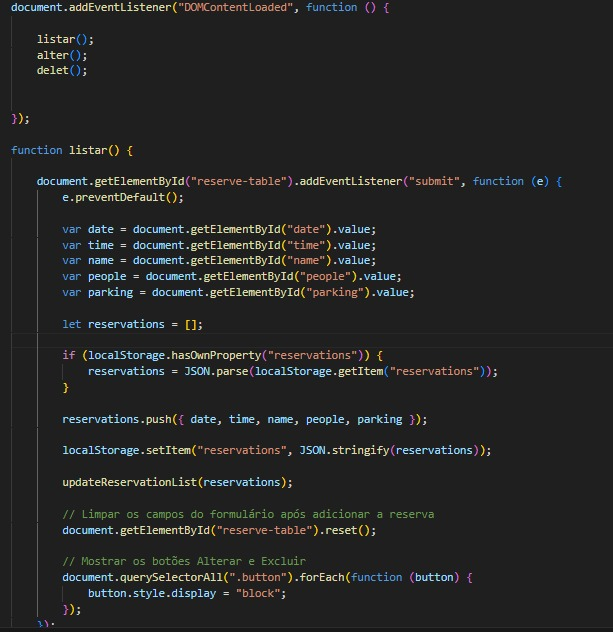 document.addEventListener("DOMContentLoaded", function () {
listar();
alter();
delet();
});
function listar() {
document.getElementById("reserve-table").addEventListener("submit", function (e) {
e.preventDefault();
var date = document.getElementById("date").value;
var time = document.getElementById("time").value;
var name = document.getElementById("name").value;
var people = document.getElementById("people").value;
var parking = document.getElementById("parking").value;
let reservations = [];
if (localStorage.hasOwnProperty("reservations")) {
reservations = JSON.parse(localStorage.getItem("reservations"));
}
reservations.push({ date, time, name, people, parking });
localStorage.setItem("reservations", JSON.stringify(reservations));
updateReservationList(reservations);
// Limpar os campos do formulário após adicionar a reserva
document.getElementById("reserve-table").reset();
// Mostrar os botões Alterar e Excluir
document.querySelectorAll(".button").forEach(function (button) {
button.style.display = "block";
});
});